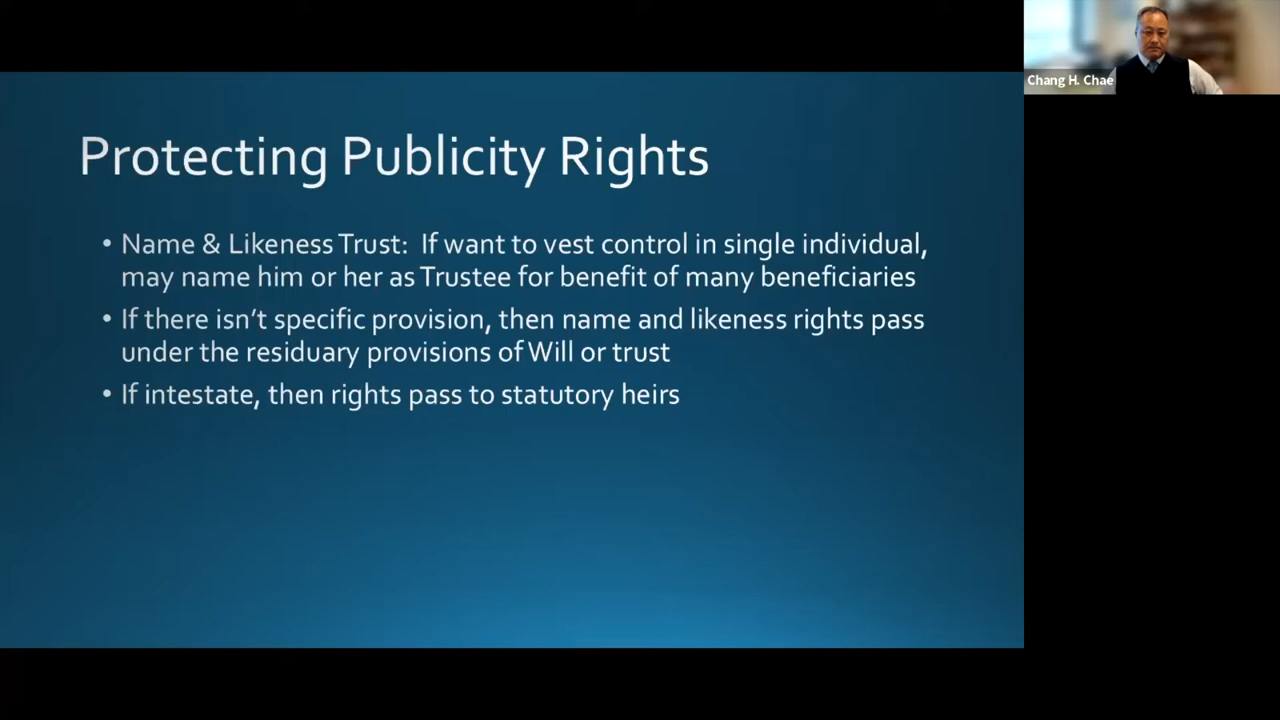 Chang H. Chae
Protecting Publicity Rights
• Name & Likeness Trust: If want to vest control in single individual,
may name him or her as Trustee for benefit of many beneficiaries
• If there isn't specific provision, then name and likeness rights pass
under the residuary provisions of Will or trust
• If intestate, then rights pass to statutory heirs